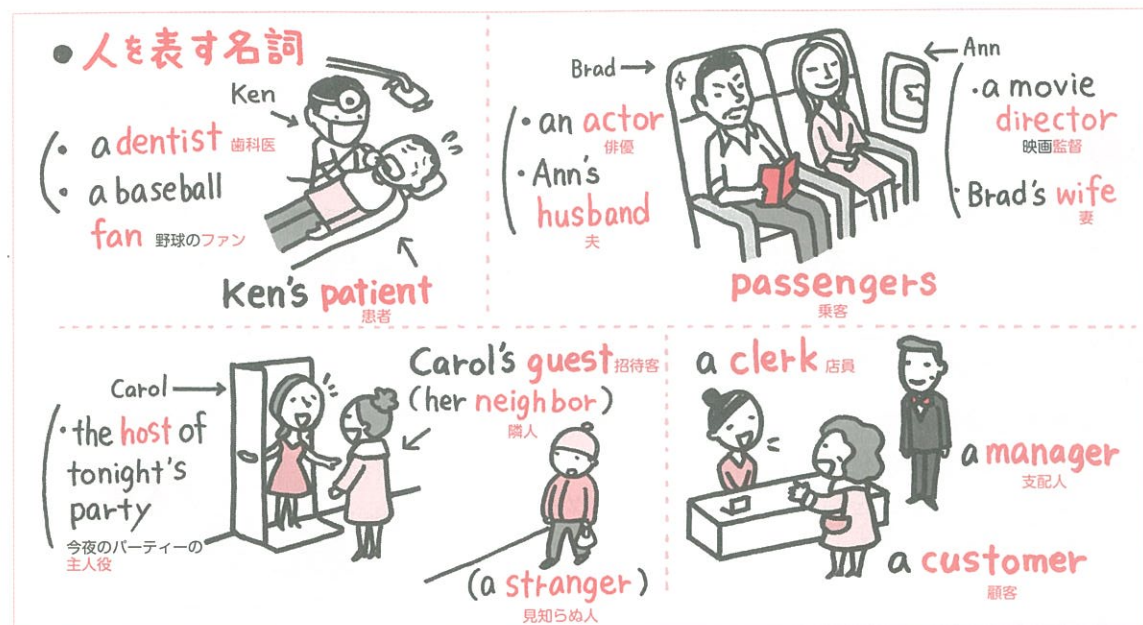 ● 人を表す名詞
Ken
・a dentist 歯科医
・a baseball
fan 野球のファン
Ken's patient
患者
Brad
・an actor
俳優
・Ann's
husband
夫
Ann
・a movie
director
映画監督
・Brad's wife
妻
passengers
乗客
Carol
・the host of
tonight's
party
今夜のパーティーの
主人役
Carol's guest 招待客
(her neighbor)
隣人
(a stranger)
見知らぬ人
a clerk 店員
a manager
支配人
a customer
顧客